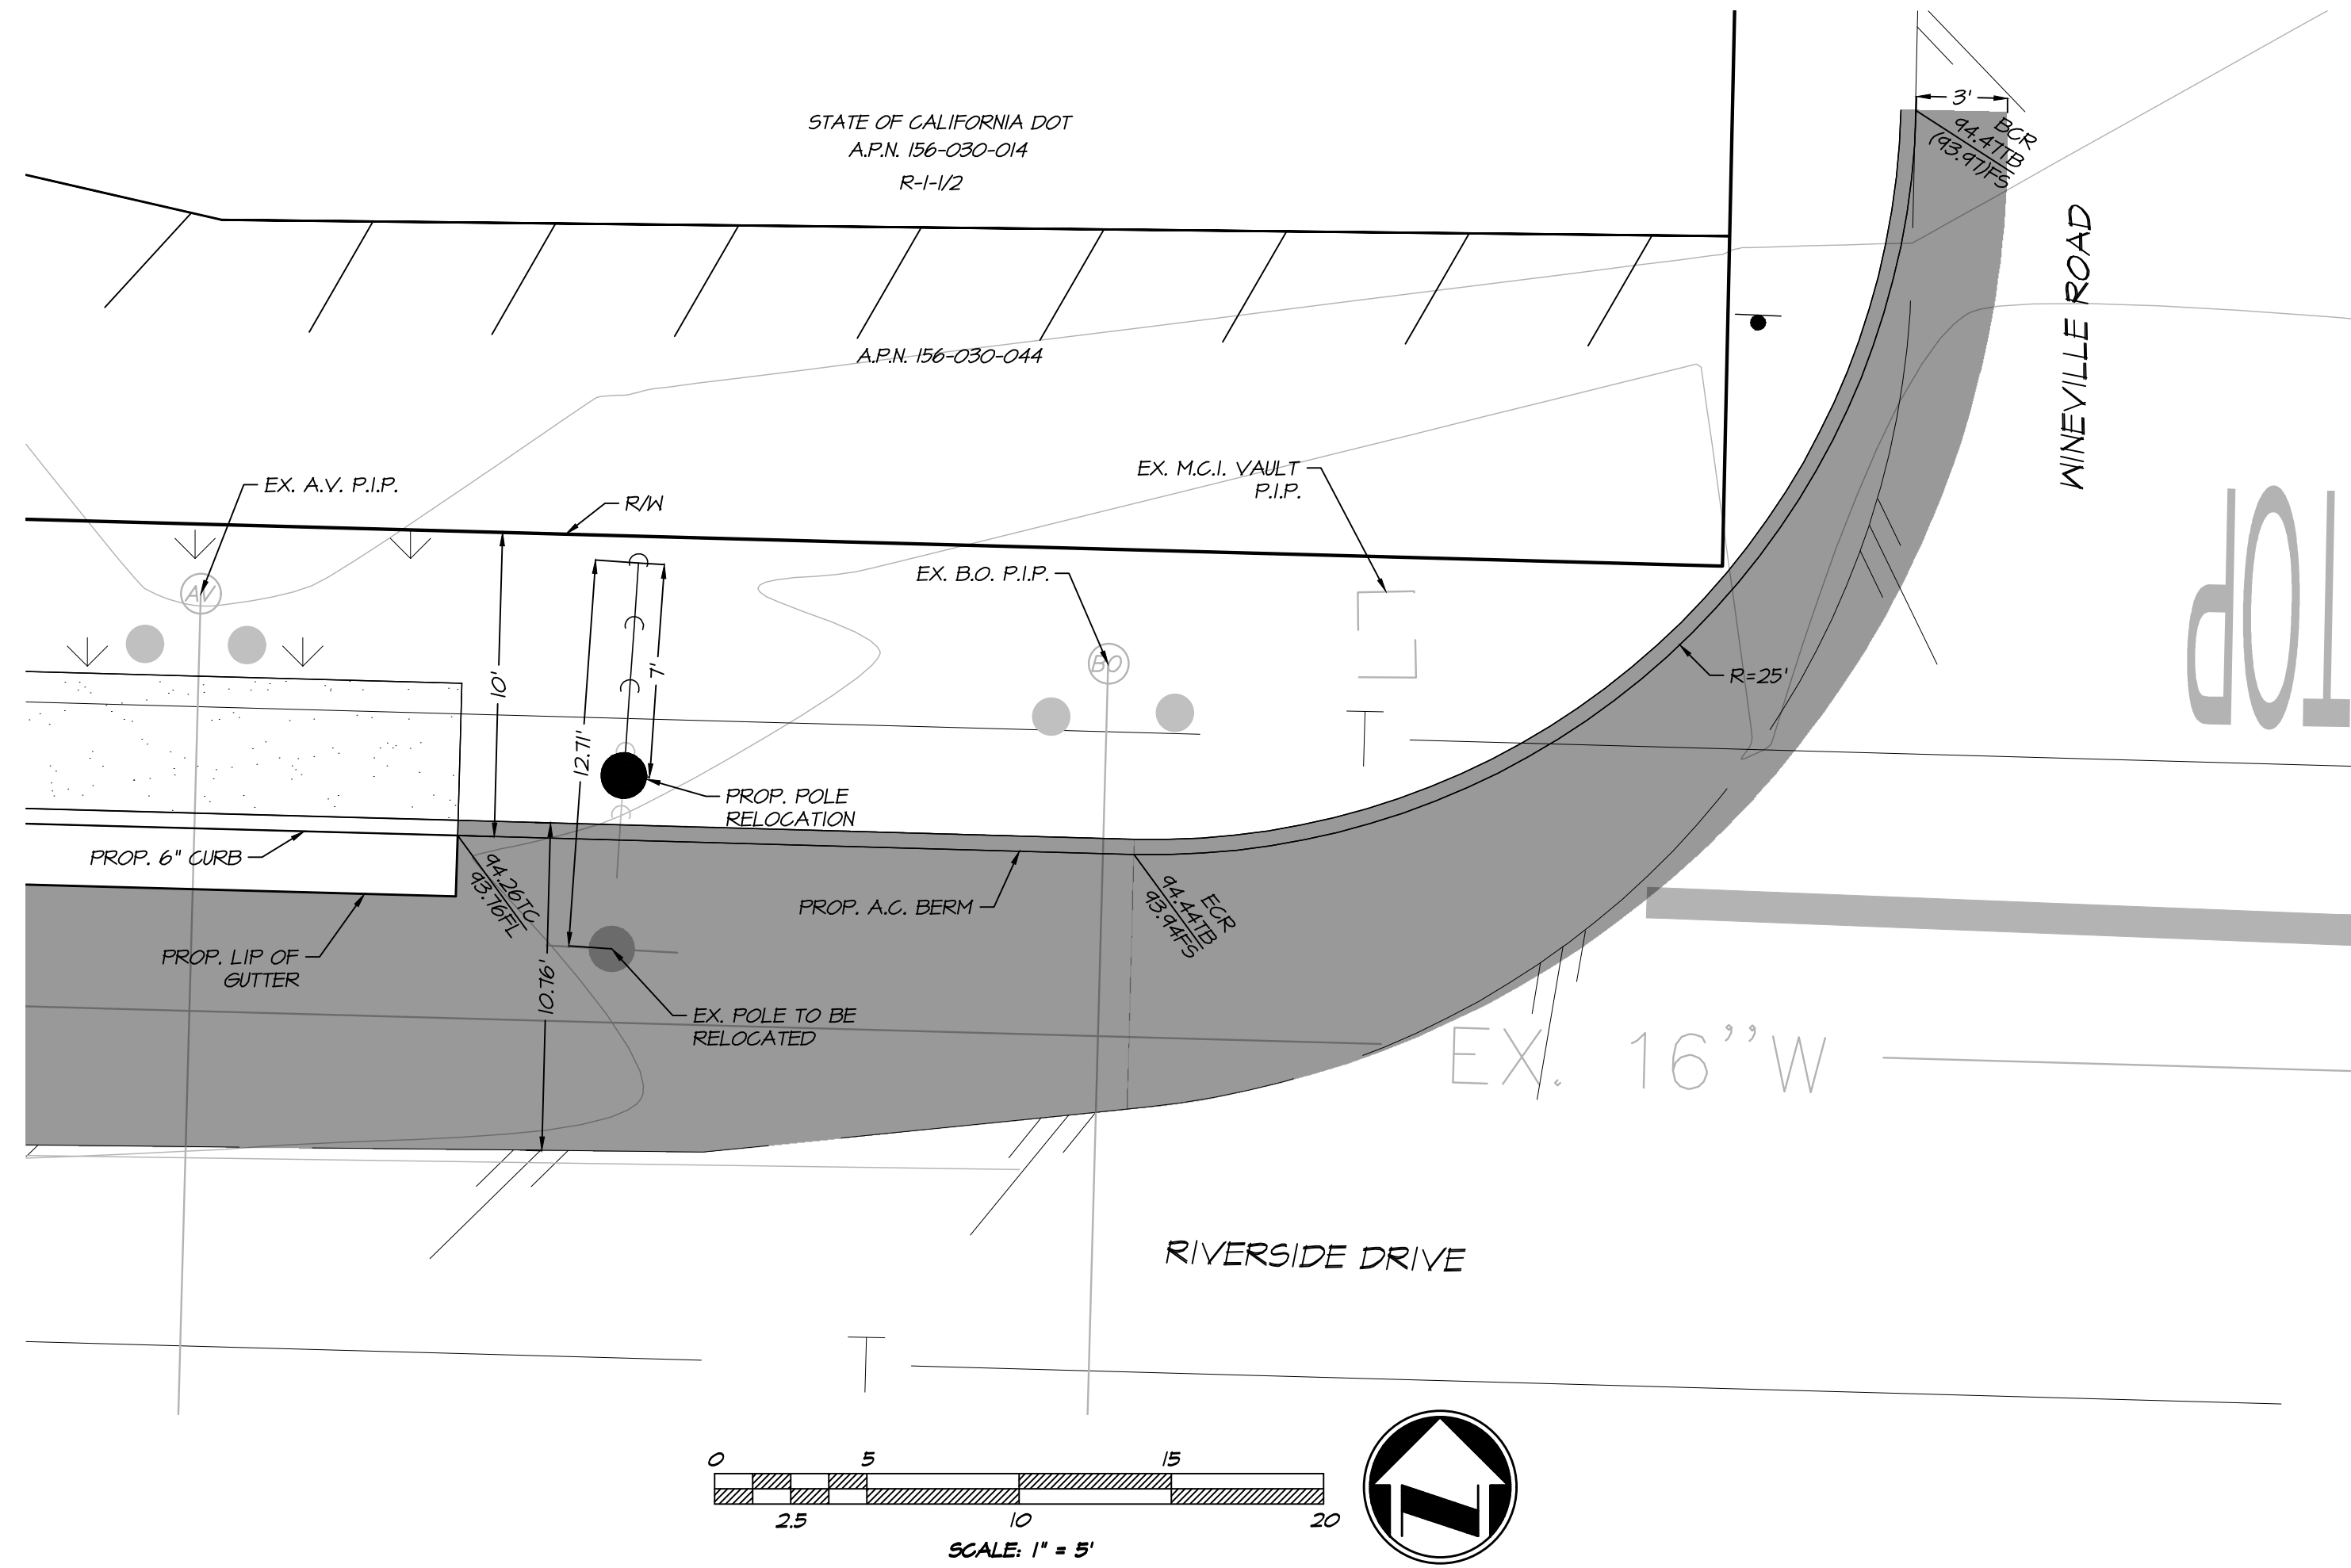 STATE OF CALIFORNIA DOT
A.P.N. 156-030-014
R-1-1/2
3'
BCR
94.47TB
(93.97)FS
WINEVILLE ROAD
A.P.N. 156-030-044
EX. A.V. P.I.P.
R/W
EX. M.C.I. VAULT
P.I.P.
EX. B.O. P.I.P.
AV
BO
TOP
10'
7'
12.71'
R=25'
PROP. POLE
RELOCATION
PROP. 6" CURB
94.26TC
93.76FL
PROP. A.C. BERM
ECR
94.44TB
93.94FS
PROP. LIP OF
GUTTER
10.76'
EX. POLE TO BE
RELOCATED
EX. 16"W
RIVERSIDE DRIVE
0 5 15
2.5 10 20
SCALE: 1" = 5'
N